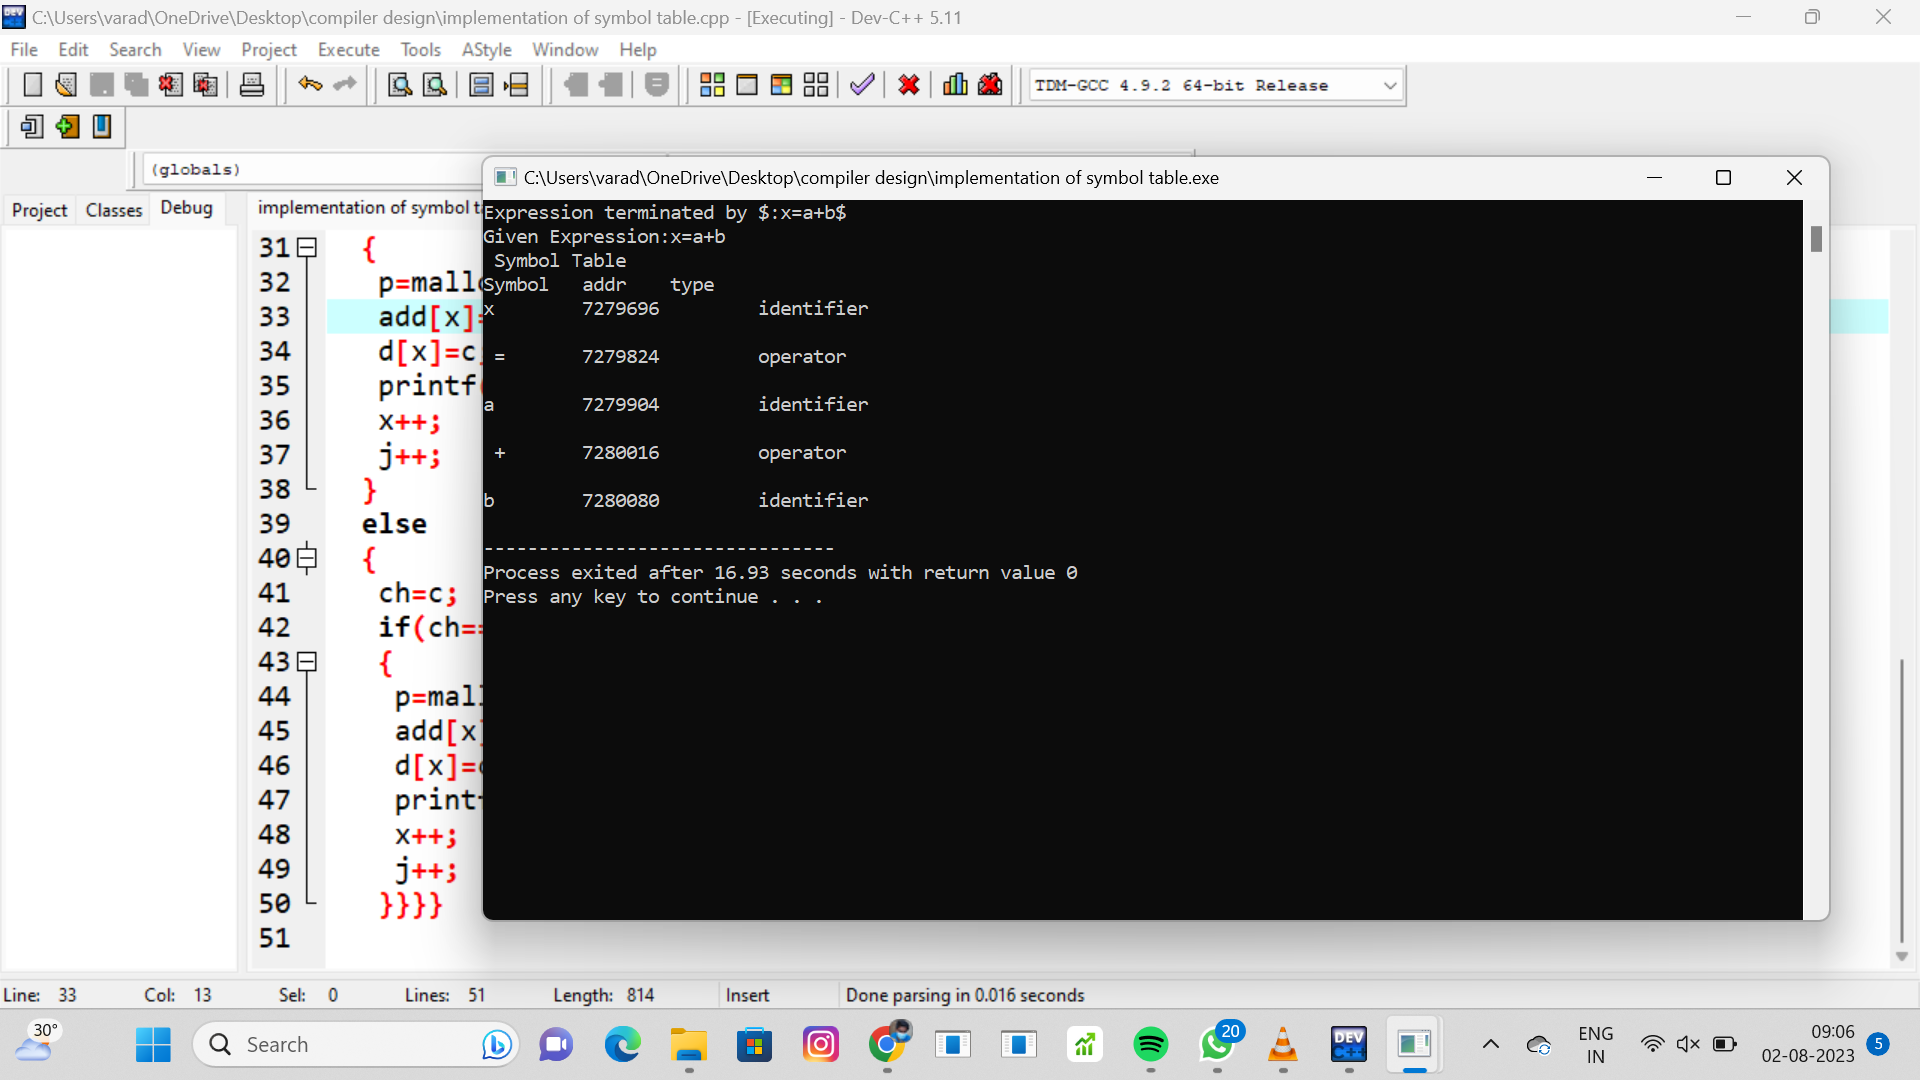 C:\Users\varad\OneDrive\Desktop\compiler design\implementation of symbol table.cpp - [Executing] - Dev-C++ 5.11
File Edit Search View Project Execute Tools AStyle Window Help
TDM-GCC 4.9.2 64-bit Release
(globals)
Project Classes Debug
implementation of symbol t
31 {
32 p=mall
33 add[x]=
34 d[x]=c
35 printf
36 x++;
37 j++;
38 }
39 else
40 {
41 ch=c;
42 if(ch==
43 {
44 p=mal
45 add[x
46 d[x]=
47 print
48 x++;
49 j++;
50 }}}}
51
C:\Users\varad\OneDrive\Desktop\compiler design\implementation of symbol table.exe
Expression terminated by $:x=a+b$
Given Expression:x=a+b
Symbol Table
Symbol addr type
x 7279696 identifier
= 7279824 operator
a 7279904 identifier
+ 7280016 operator
b 7280080 identifier
--------------------------------
Process exited after 16.93 seconds with return value 0
Press any key to continue . . .
Line: 33 Col: 13 Sel: 0 Lines: 51 Length: 814 Insert Done parsing in 0.016 seconds
30°
Search
20
DEV
C++
ENG
IN
09:06
02-08-2023
5